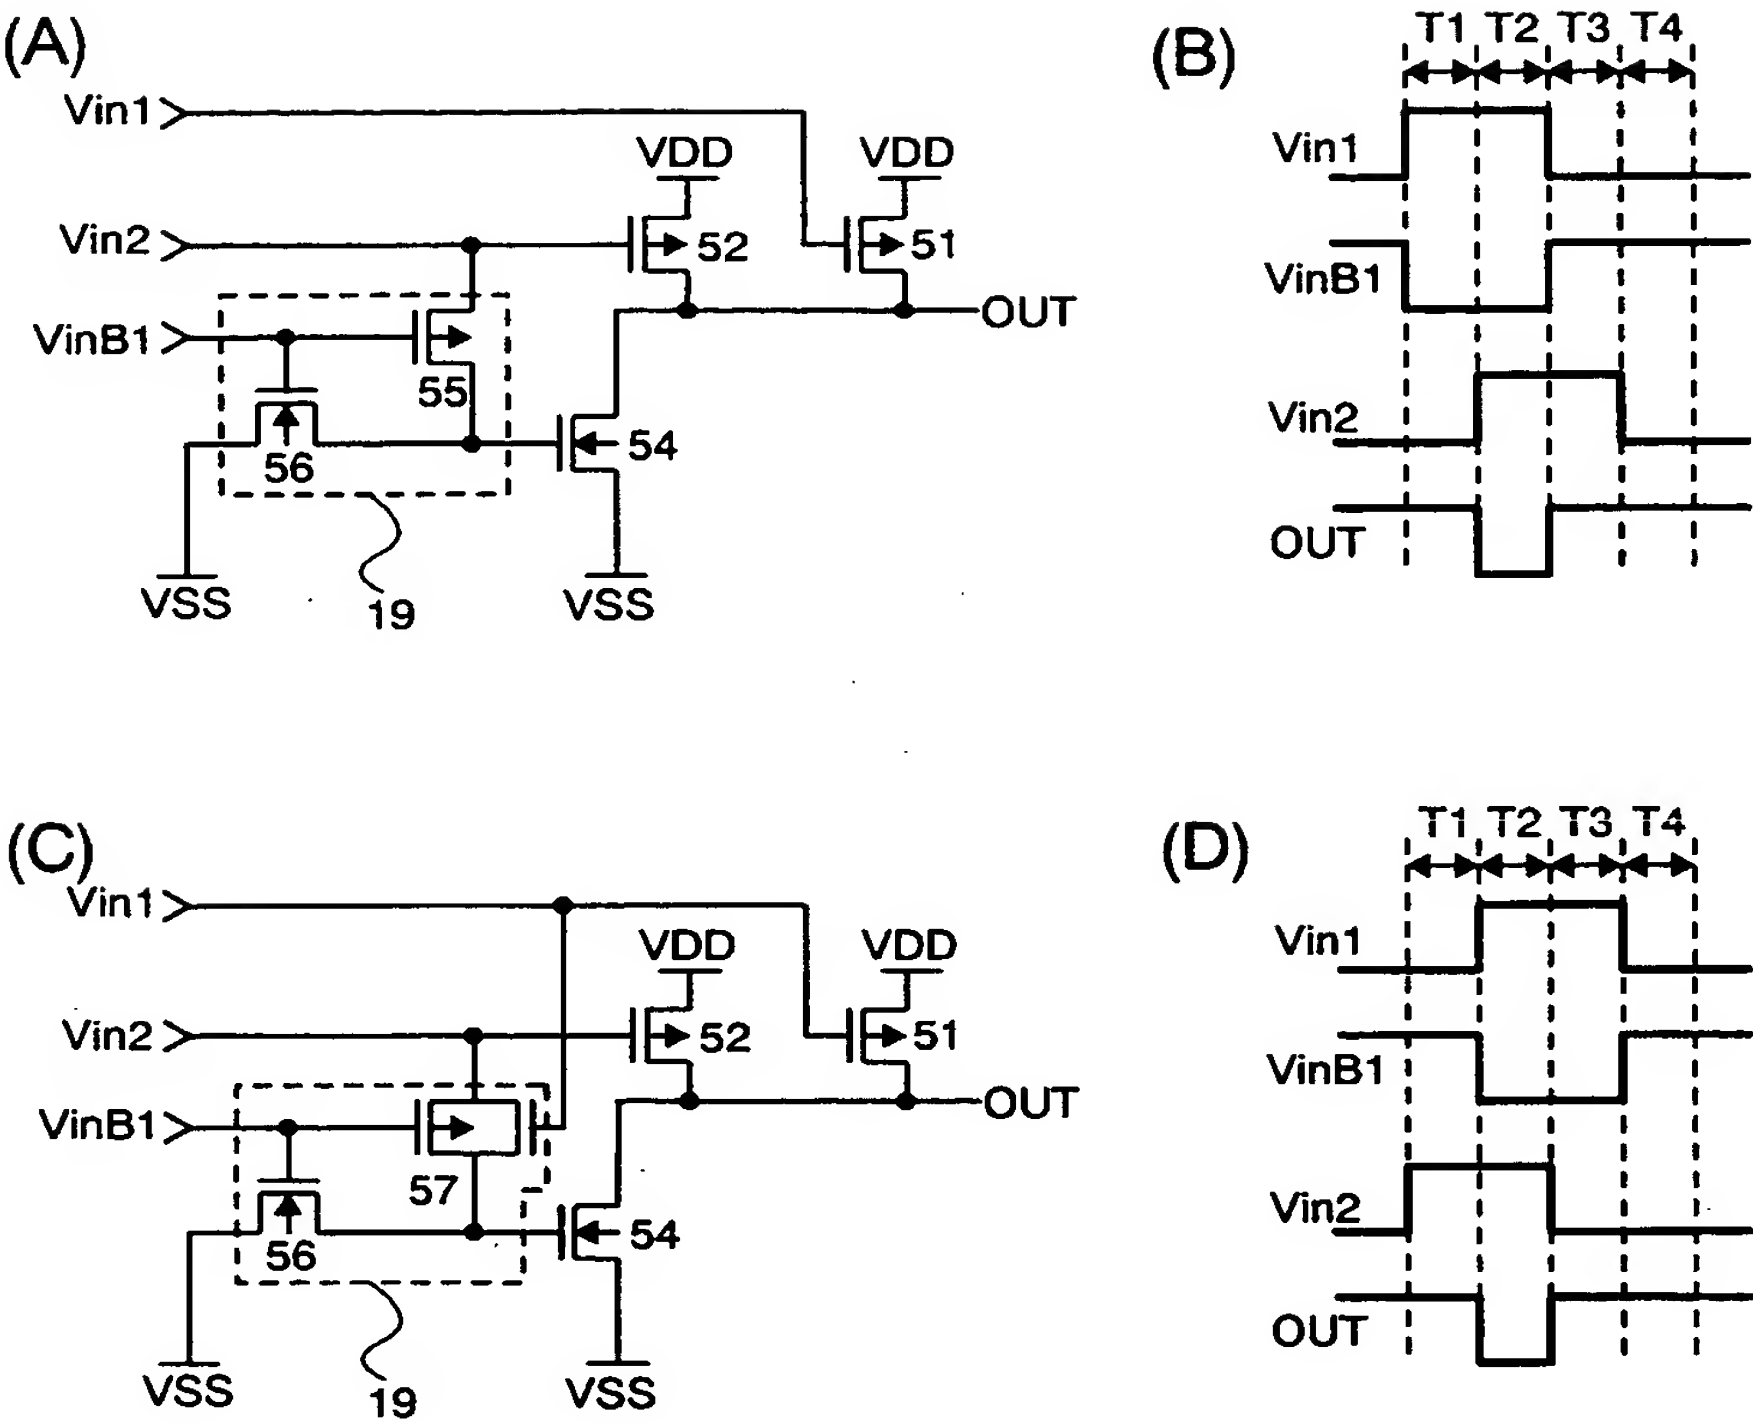 (A)
Vin1
VDD
VDD
Vin2
52
51
VinB1
OUT
55
54
56
VSS
19
VSS
(B)
T1 T2 T3 T4
Vin1
VinB1
Vin2
OUT
(C)
Vin1
VDD
VDD
Vin2
52
51
VinB1
OUT
57
54
56
VSS
19
VSS
(D)
T1 T2 T3 T4
Vin1
VinB1
Vin2
OUT